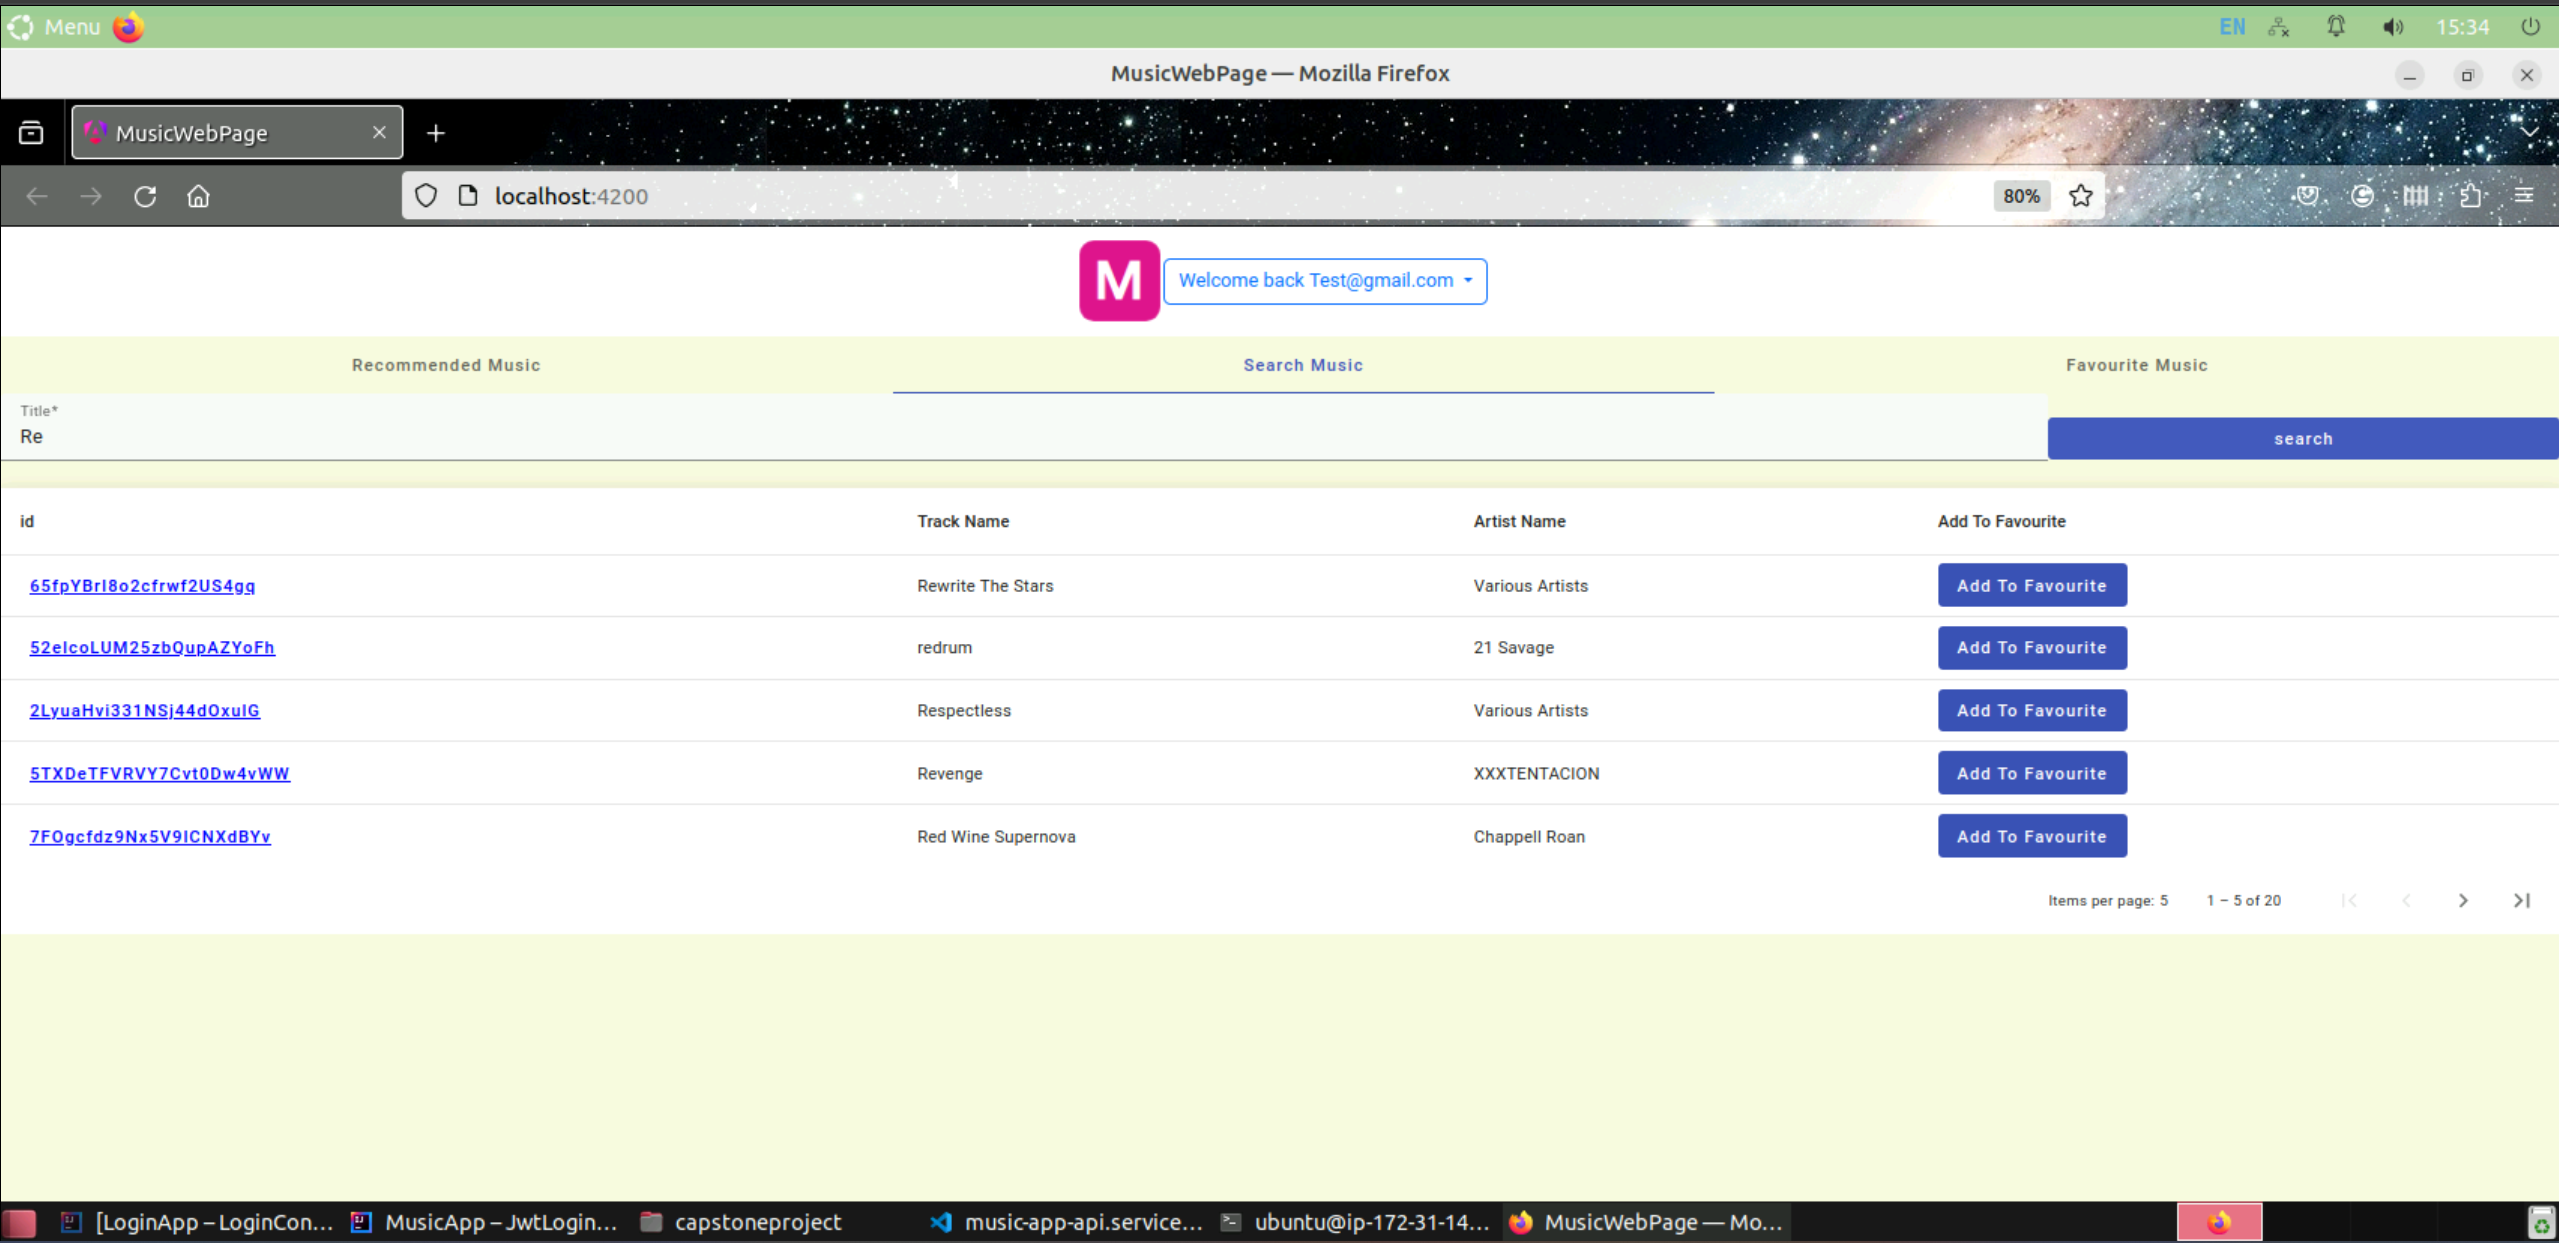 Menu
EN
15:34
MusicWebPage — Mozilla Firefox
MusicWebPage
localhost:4200
80%
M
Welcome back Test@gmail.com
Recommended Music
Search Music
Favourite Music
Title*
Re
search
id
Track Name
Artist Name
Add To Favourite
65fpYBrI8o2cfrwf2US4gq
Rewrite The Stars
Various Artists
Add To Favourite
52eIcoLUM25zbQupAZYoFh
redrum
21 Savage
Add To Favourite
2LyuaHvi331NSj44dOxulG
Respectless
Various Artists
Add To Favourite
5TXDeTFVRVY7Cvt0Dw4vWW
Revenge
XXXTENTACION
Add To Favourite
7FOgcfdz9Nx5V9lCNXdBYv
Red Wine Supernova
Chappell Roan
Add To Favourite
Items per page: 5
1 – 5 of 20
[LoginApp – LoginCon...
MusicApp – JwtLogin...
capstoneproject
music-app-api.service...
ubuntu@ip-172-31-14...
MusicWebPage — Mo...